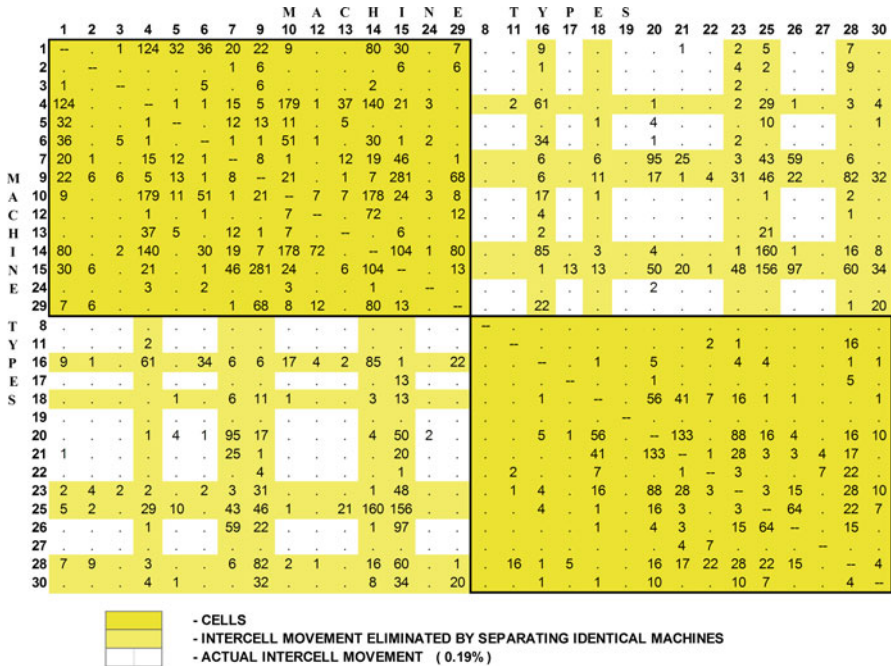 M A C H I N E T Y P E S
1 2 3 4 5 6 7 9 10 12 13 14 15 24 29 8 11 16 17 18 19 20 21 22 23 25 26 27 28 30
1 -- . 1 124 32 36 20 22 9 . . 80 30 . 7 . . 9 . . . . 1 . 2 5 . . 7 .
2 . -- . . . . 1 6 . . . . 6 . 6 . . 1 . . . . . . 4 2 . . 9 .
3 1 . -- . . 5 . 6 . . . 2 . . . . . . . . . . . . 2 . . . . .
4 124 . . -- 1 1 15 5 179 1 37 140 21 3 . . 2 61 . . . 1 . . 2 29 1 . 3 4
5 32 . . 1 -- . 12 13 11 . 5 . . . . . . . . 1 . 4 . . . 10 . . . 1
6 36 . 5 1 . -- 1 1 51 1 . 30 1 2 . . . 34 . . . 1 . . 2 . . . . .
7 20 1 . 15 12 1 -- 8 1 . 12 19 46 . 1 . . 6 . 6 . 95 25 . 3 43 59 . 6 .
9 22 6 6 5 13 1 8 -- 21 . 1 7 281 . 68 . . 6 . 11 . 17 1 4 31 46 22 . 82 32
10 9 . . 179 11 51 1 21 -- 7 7 178 24 3 8 . . 17 . 1 . . . . . 1 . . 2 .
12 . . . 1 . 1 . . 7 -- . 72 . . 12 . . 4 . . . . . . . . . . 1 .
13 . . . 37 5 . 12 1 7 . -- . 6 . . . . 2 . . . . . . . 21 . . . .
14 80 . 2 140 . 30 19 7 178 72 . -- 104 1 80 . . 85 . 3 . 4 . . 1 160 1 . 16 8
15 30 6 . 21 . 1 46 281 24 . 6 104 -- . 13 . . 1 13 13 . 50 20 1 48 156 97 . 60 34
24 . . . 3 . 2 . . 3 . . 1 . -- . . . . . . . 2 . . . . . . . .
29 7 6 . . . . 1 68 8 12 . 80 13 . -- . . 22 . . . . . . . . . . 1 20
8 . . . . . . . . . . . . . . . -- . . . . . . . . . . . . . .
11 . . . 2 . . . . . . . . . . . . -- . . . . . . 2 1 . . . 16 .
16 9 1 . 61 . 34 6 6 17 4 2 85 1 . 22 . . -- . 1 . 5 . . 4 4 . . 1 1
17 . . . . . . . . . . . . 13 . . . . . -- . . 1 . . . . . . 5 .
18 . . . . 1 . 6 11 1 . . 3 13 . . . . 1 . -- . 56 41 7 16 1 1 . . 1
19 . . . . . . . . . . . . . . . . . . . . -- . . . . . . . . .
20 . . . 1 4 1 95 17 . . . 4 50 2 . . . 5 1 56 . -- 133 . 88 16 4 . 16 10
21 1 . . . . . 25 1 . . . . 20 . . . . . . 41 . 133 -- 1 28 3 3 4 17 .
22 . . . . . . . 4 . . . . 1 . . . 2 . . 7 . . 1 -- 3 . . 7 22 .
23 2 4 2 2 . 2 3 31 . . . 1 48 . . . 1 4 . 16 . 88 28 3 -- 3 15 . 28 10
25 5 2 . 29 10 . 43 46 1 . 21 160 156 . . . . 4 . 1 . 16 3 . 3 -- 64 . 22 7
26 . . . 1 . . 59 22 . . . 1 97 . . . . . . 1 . 4 3 . 15 64 -- . 15 .
27 . . . . . . . . . . . . . . . . . . . . . . 4 7 . . . -- . .
28 7 9 . 3 . . 6 82 2 1 . 16 60 . 1 . 16 1 5 . . 16 17 22 28 22 15 . -- 4
30 . . . 4 1 . . 32 . . . 8 34 . 20 . . 1 . 1 . 10 . . 10 7 . . 4 --
M A C H I N E T Y P E S
- CELLS
- INTERCELL MOVEMENT ELIMINATED BY SEPARATING IDENTICAL MACHINES
- ACTUAL INTERCELL MOVEMENT ( 0.19% )